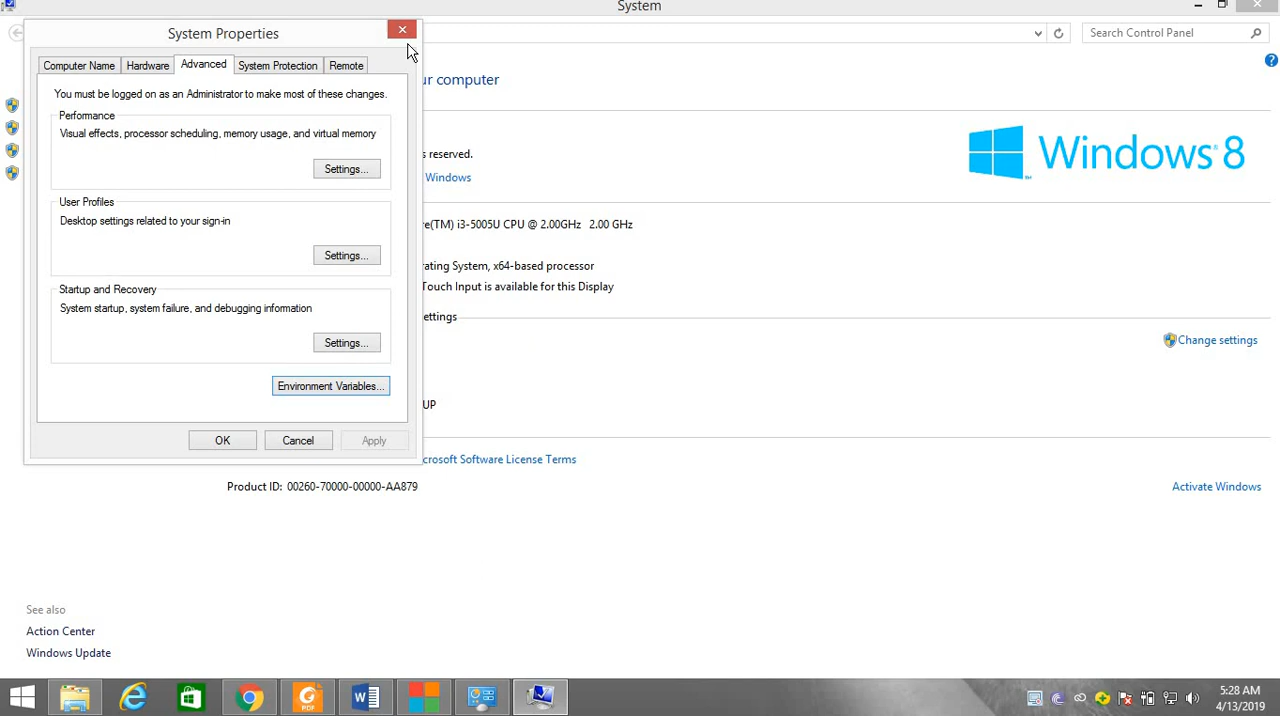 System
System Properties
Search Control Panel
Computer Name
Hardware
Advanced
System Protection
Remote
ur computer
You must be logged on as an Administrator to make most of these changes.
Performance
Visual effects, processor scheduling, memory usage, and virtual memory
Settings...
s reserved.
Windows
Windows 8
User Profiles
Desktop settings related to your sign-in
Settings...
re(TM) i3-5005U CPU @ 2.00GHz 2.00 GHz
rating System, x64-based processor
Touch Input is available for this Display
Startup and Recovery
System startup, system failure, and debugging information
Settings...
ettings
Change settings
Environment Variables...
UP
OK
Cancel
Apply
crosoft Software License Terms
Product ID: 00260-70000-00000-AA879
Activate Windows
See also
Action Center
Windows Update
PDF
5:28 AM
4/13/2019